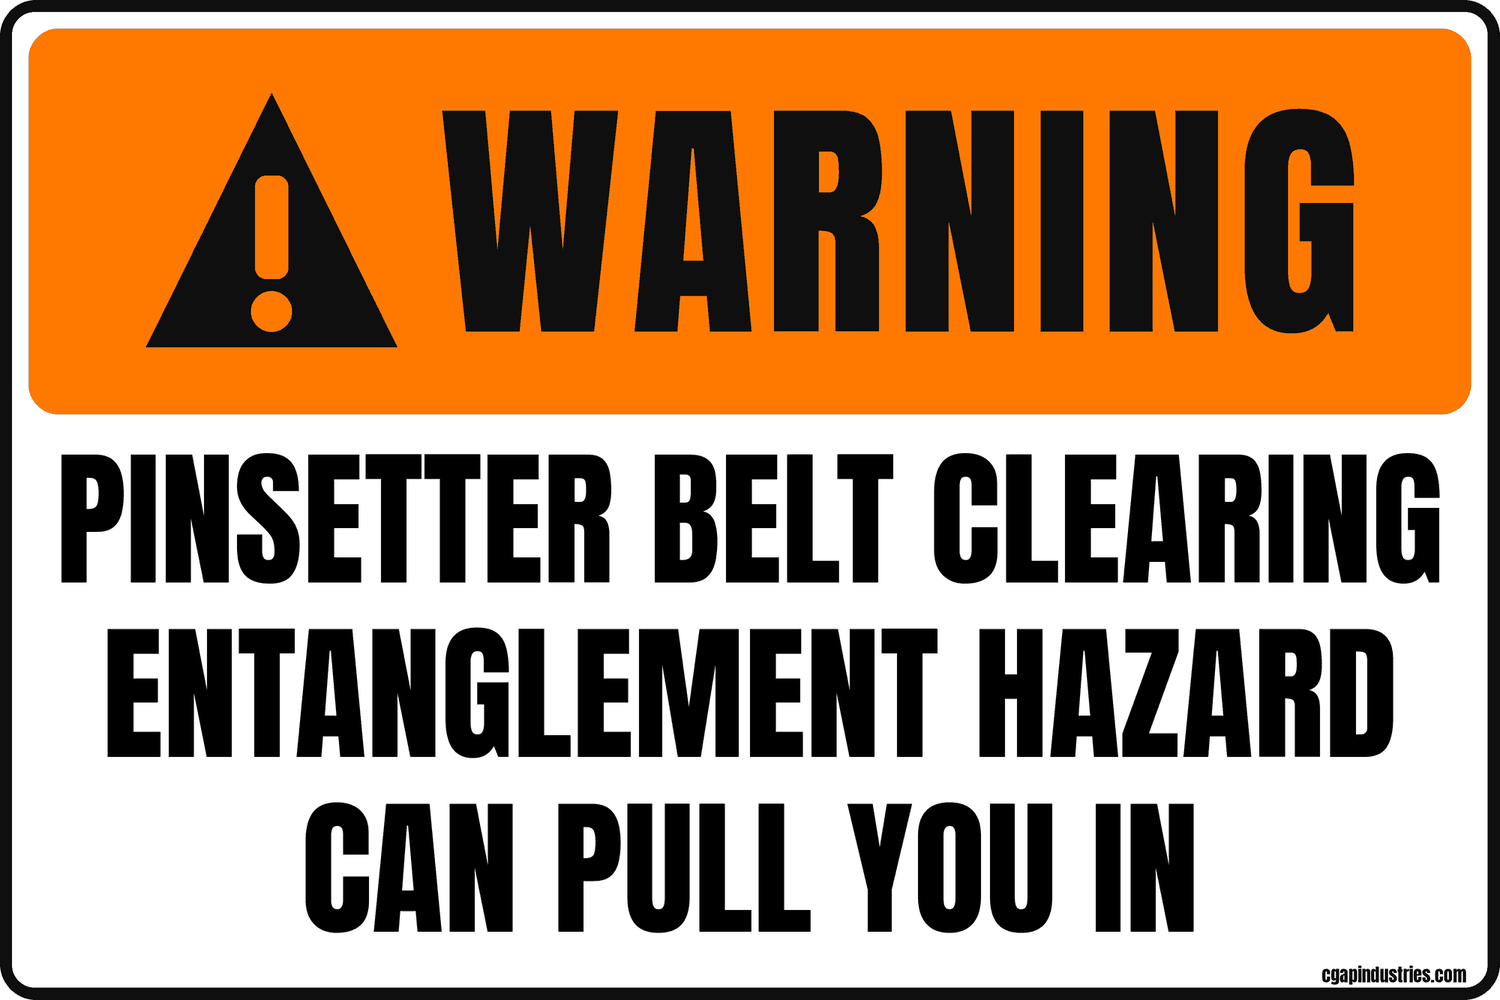 WARNING
PINSETTER BELT CLEARING
ENTANGLEMENT HAZARD
CAN PULL YOU IN
cgapindustries.com